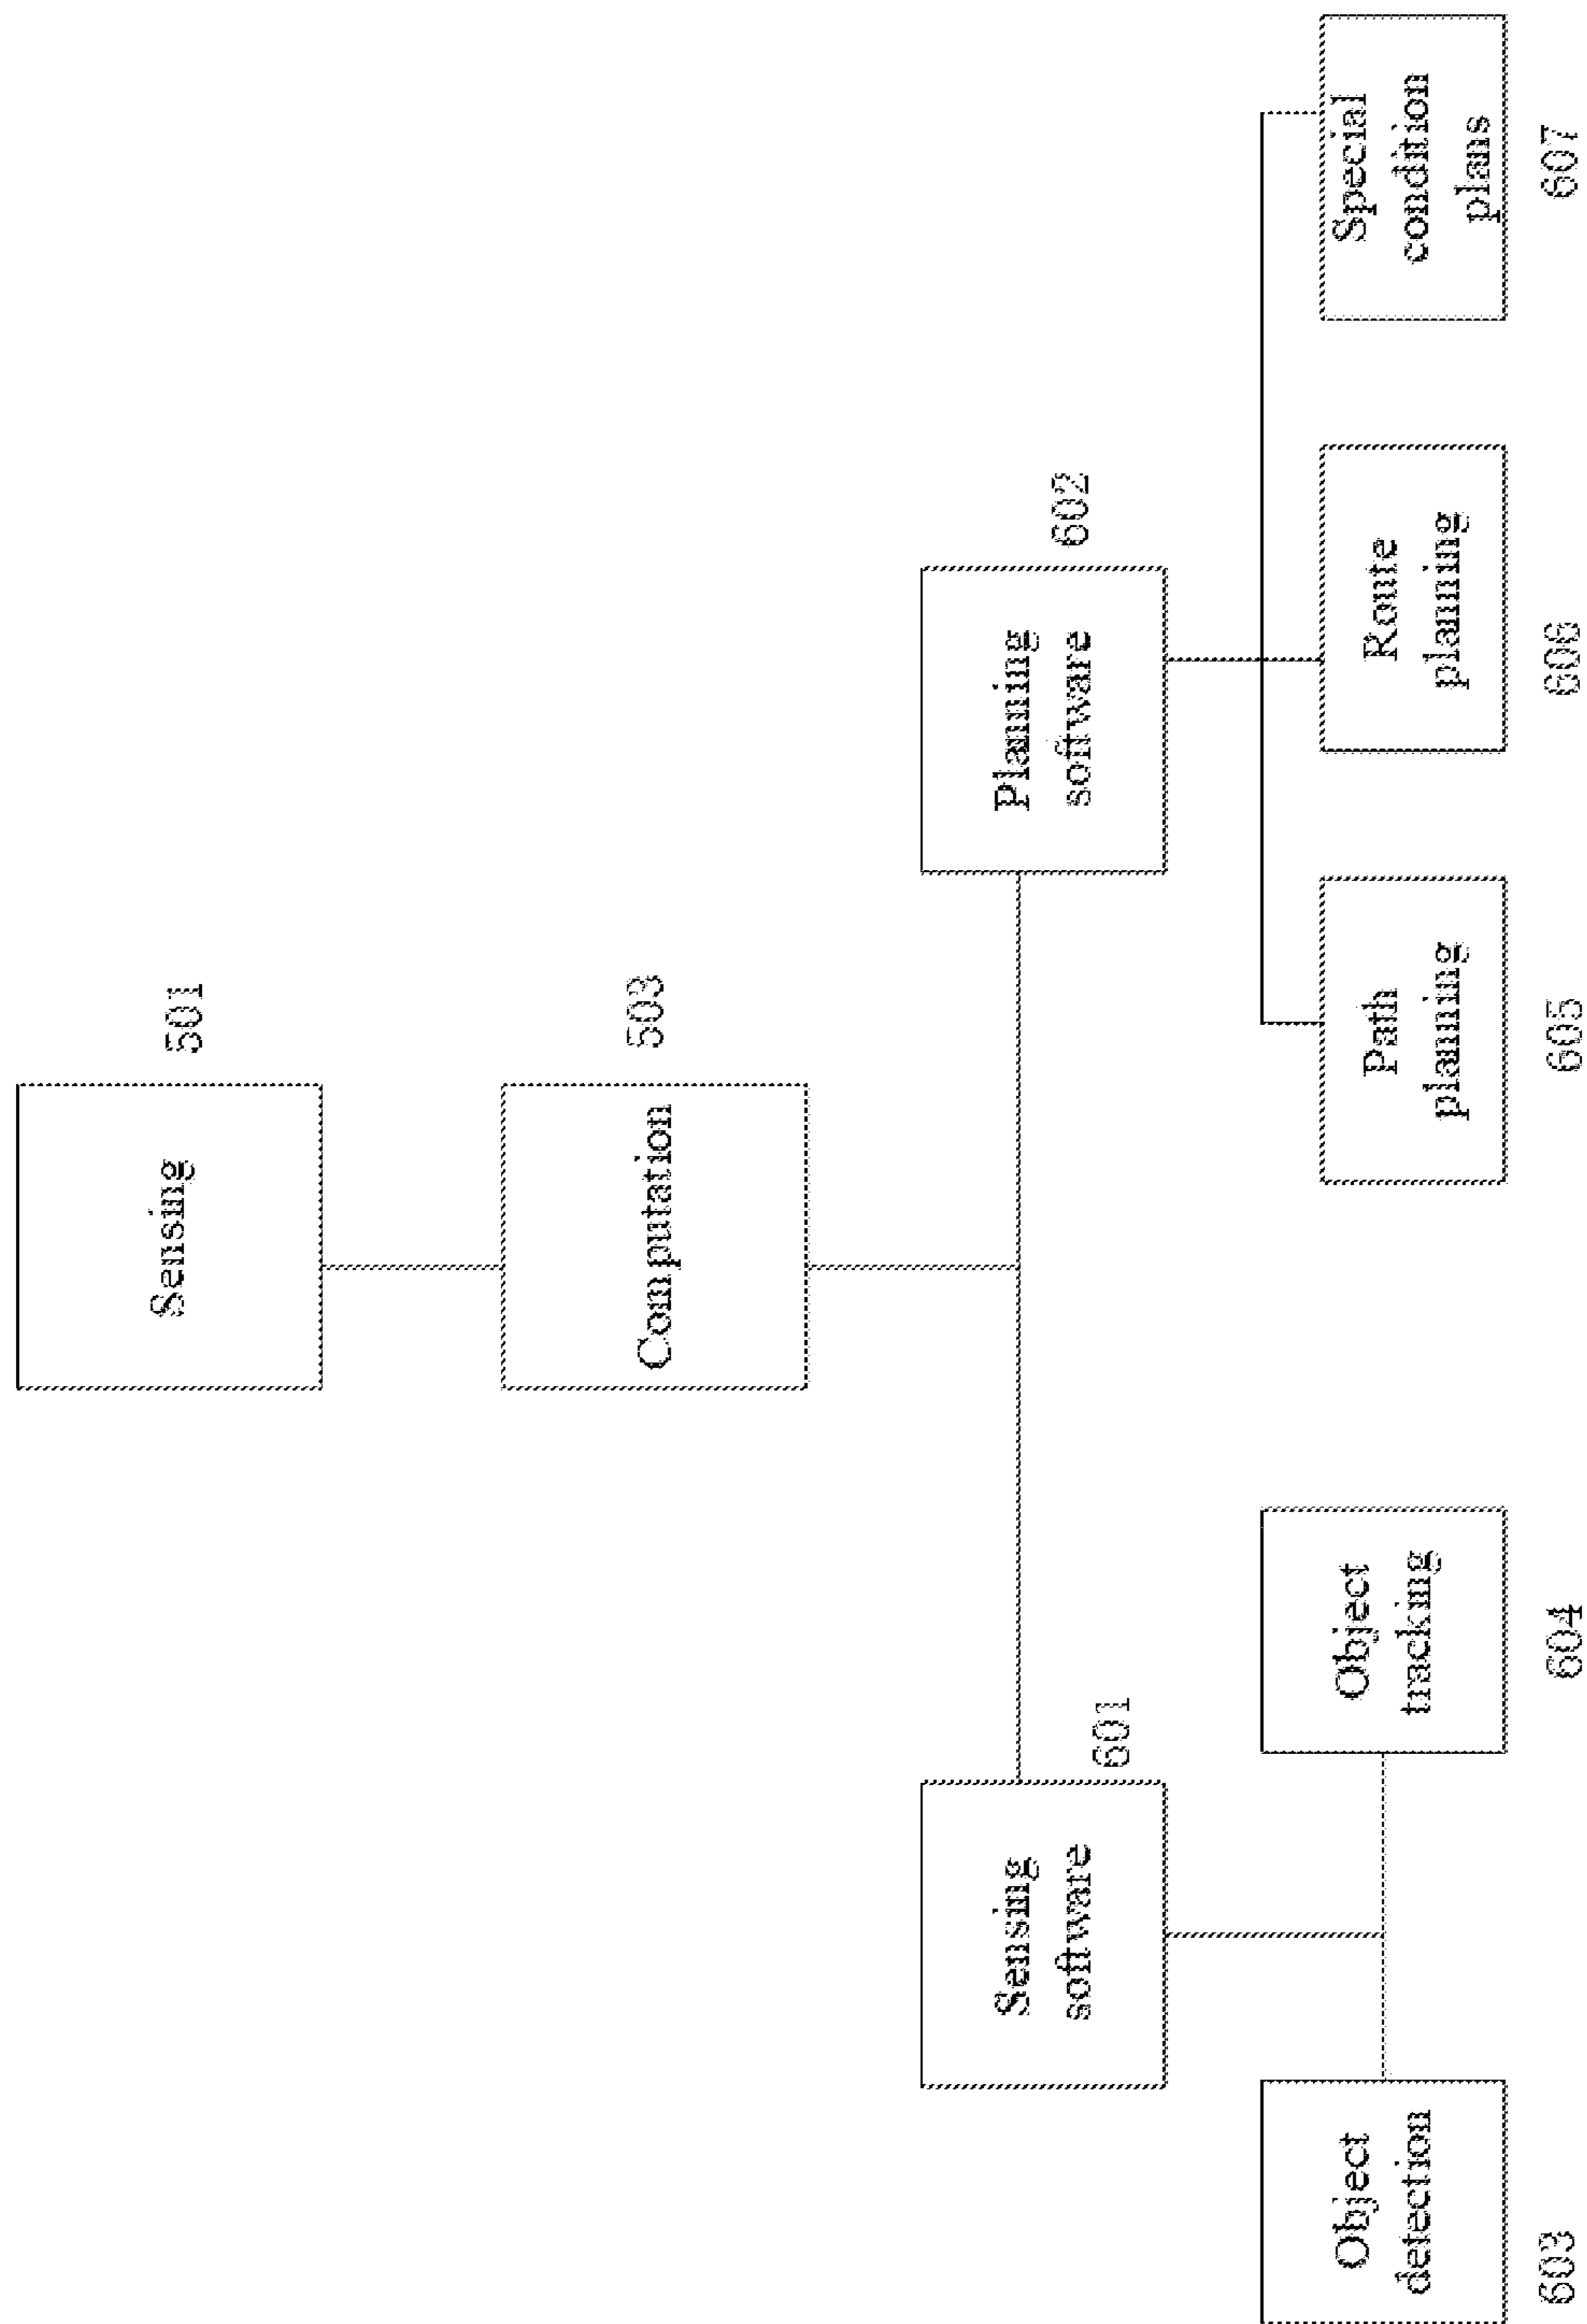 Sensing
501
Computation
503
Sensing
software
601
Planning
software
602
Object
detection
603
Object
tracking
604
Path
planning
605
Route
planning
606
Special
condition
plans
607